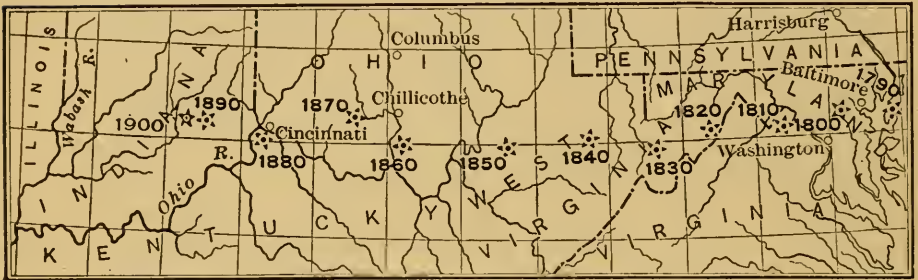 Harrisburg
Columbus
OHIO
PENNSYLVANIA
ILLINOIS
Wabash R.
INDIANA
MARYLAND
Baltimore
1790
1900
1890
1870
Chillicothe
1820
1810
1800
Cincinnati
1880
1860
1850
1840
1830
Washington
Ohio R.
WEST VIRGINIA
KENTUCKY
VIRGINIA